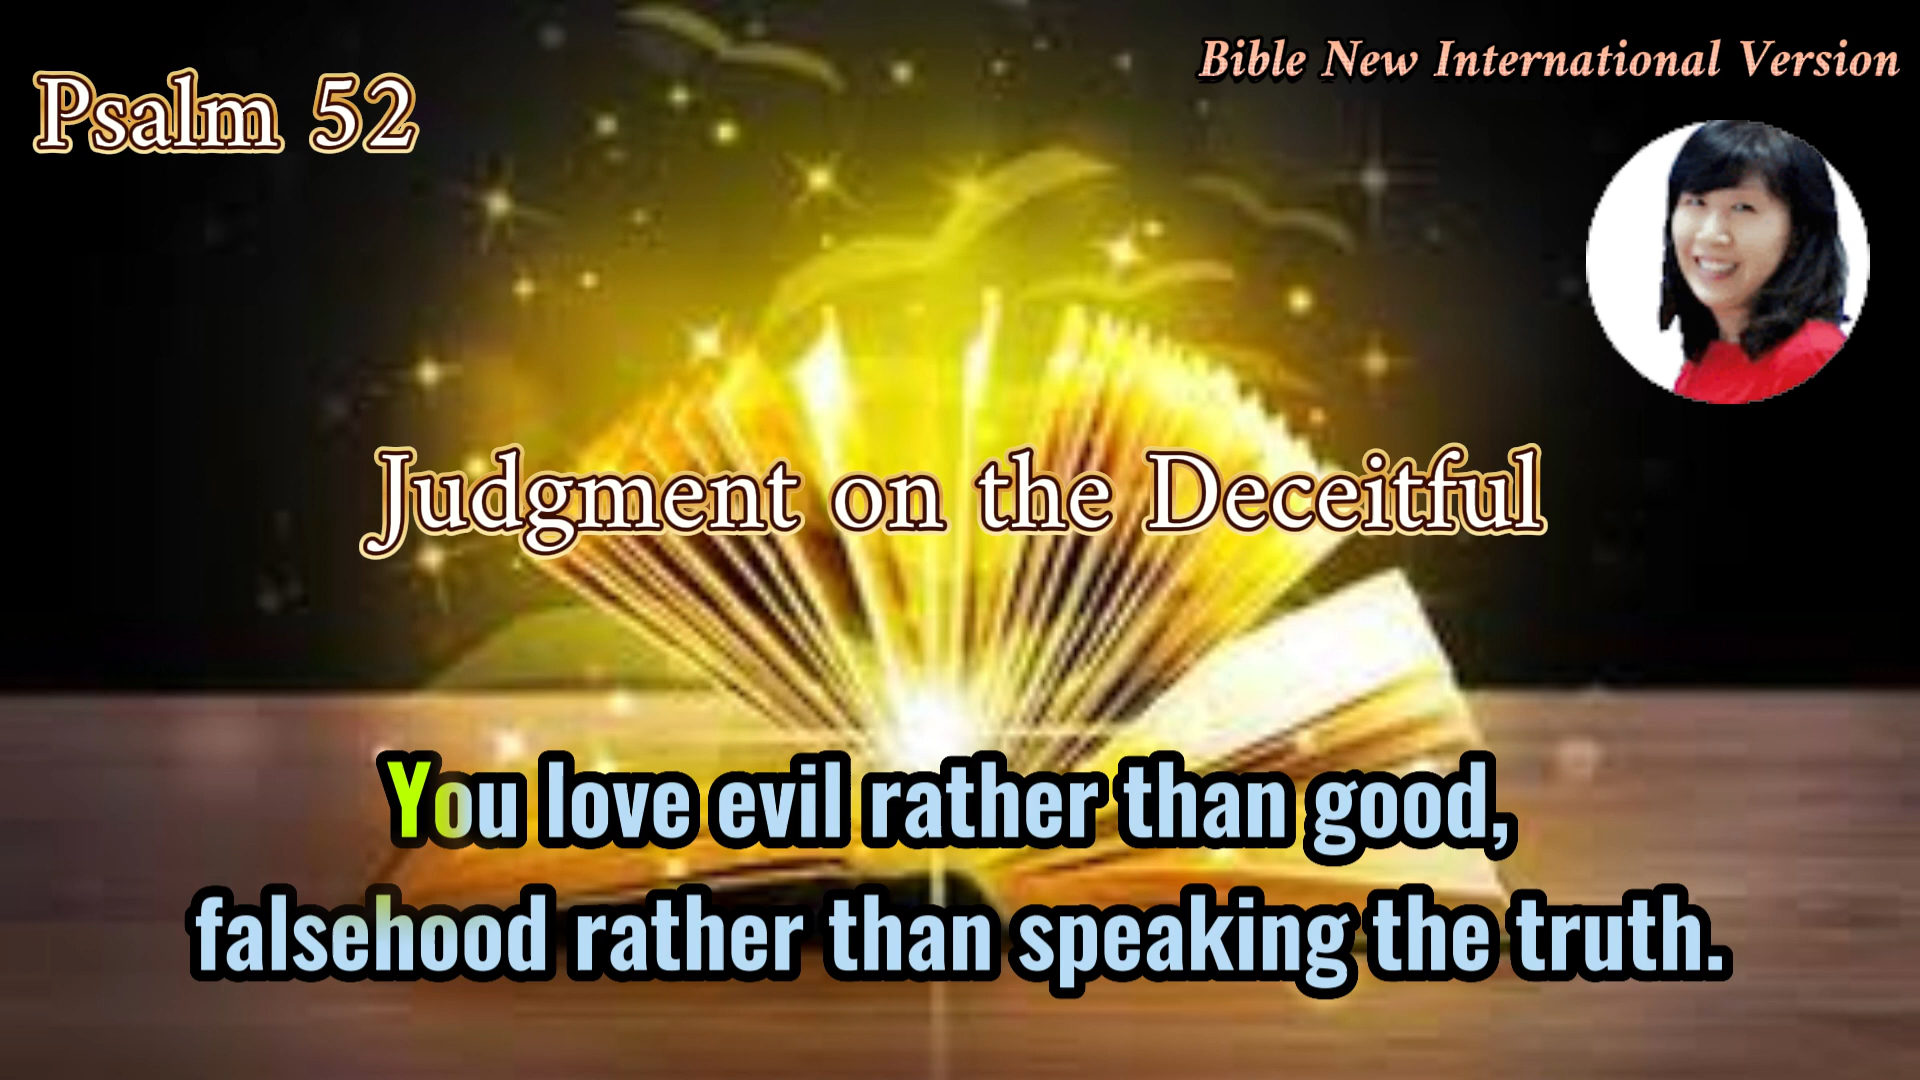 Bible New International Version
Psalm 52
Judgment on the Deceitful
You love evil rather than good,
falsehood rather than speaking the truth.